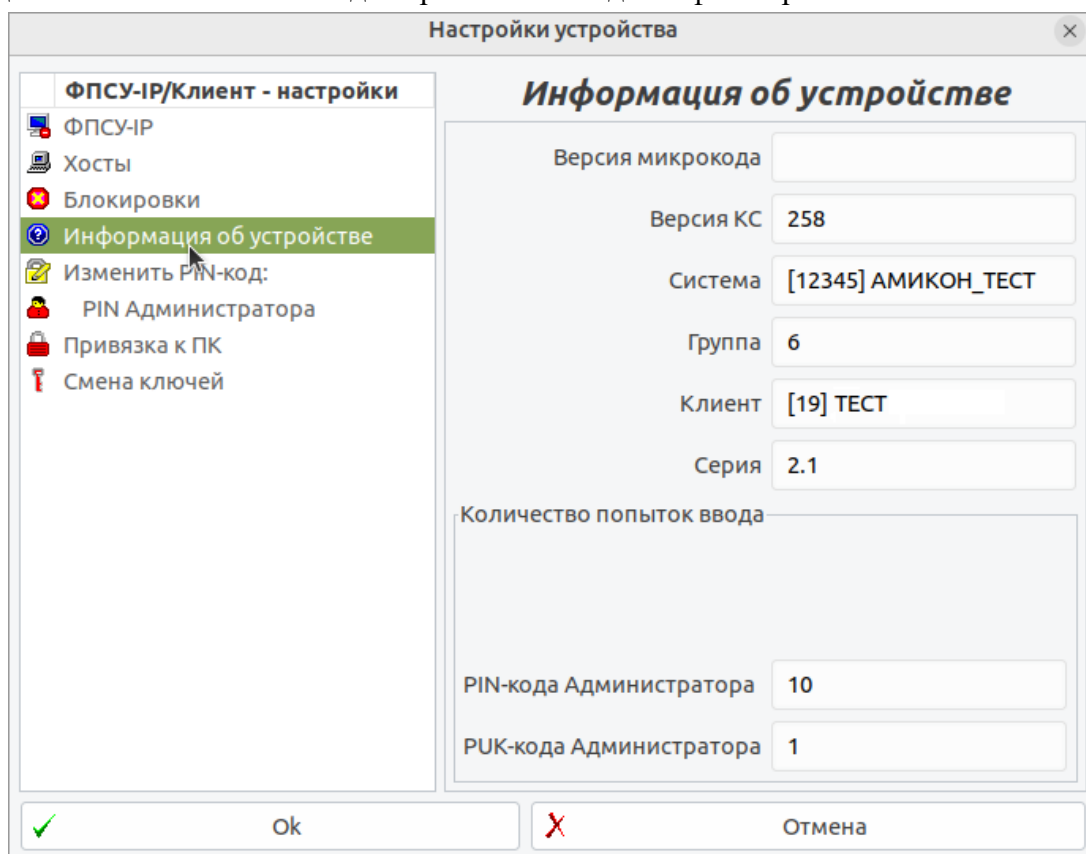 Настройки устройства
ФПСУ-IP/Клиент - настройки
ФПСУ-IP
Хосты
Блокировки
Информация об устройстве
Изменить PIN-код:
PIN Администратора
Привязка к ПК
Смена ключей
Информация об устройстве
Версия микрокода
Версия КС 258
Система [12345] АМИКОН_ТЕСТ
Группа 6
Клиент [19] ТЕСТ
Серия 2.1
Количество попыток ввода
PIN-кода Администратора 10
PUK-кода Администратора 1
Ok
Отмена